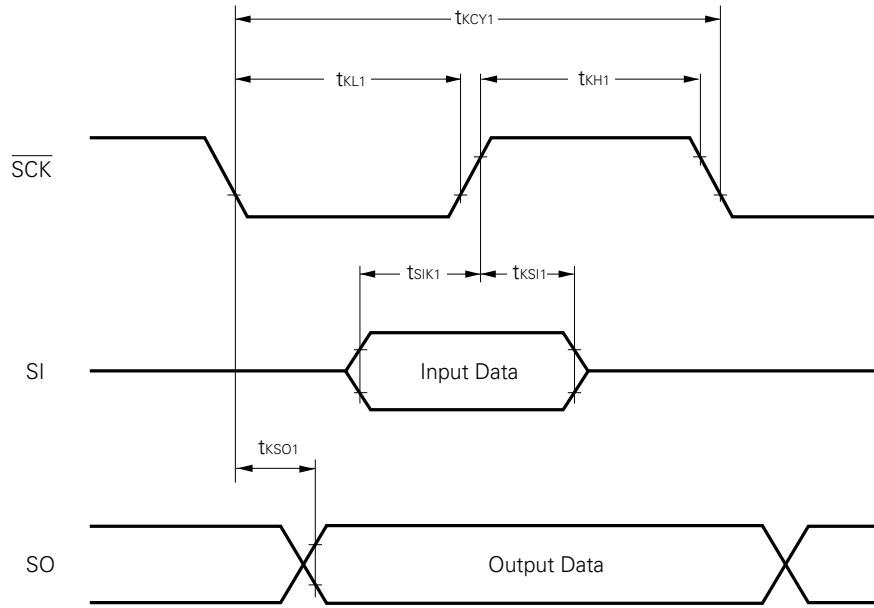 tKCY1
tKL1 tKH1
SCK
tSIK1 tKSI1
SI Input Data
tKSO1
SO Output Data